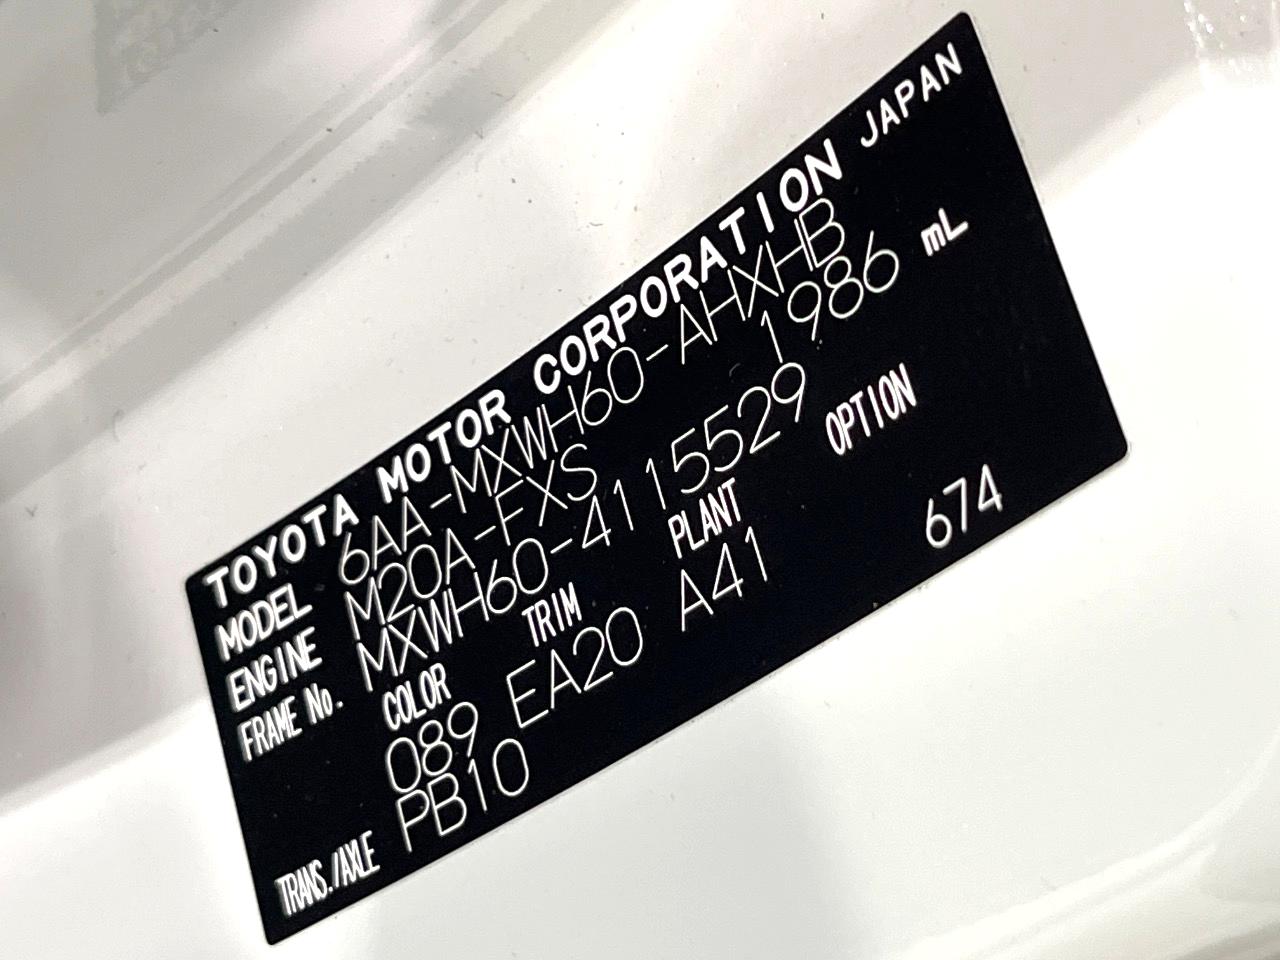 TOYOTA MOTOR CORPORATION JAPAN
MODEL 6AA-MXWH60-AHXHB
ENGINE M20A-FXS 1986 mL
FRAME No. MXWH60-4115529
COLOR TRIM PLANT OPTION
089 EA20 A41 674
TRANS./AXLE PB10